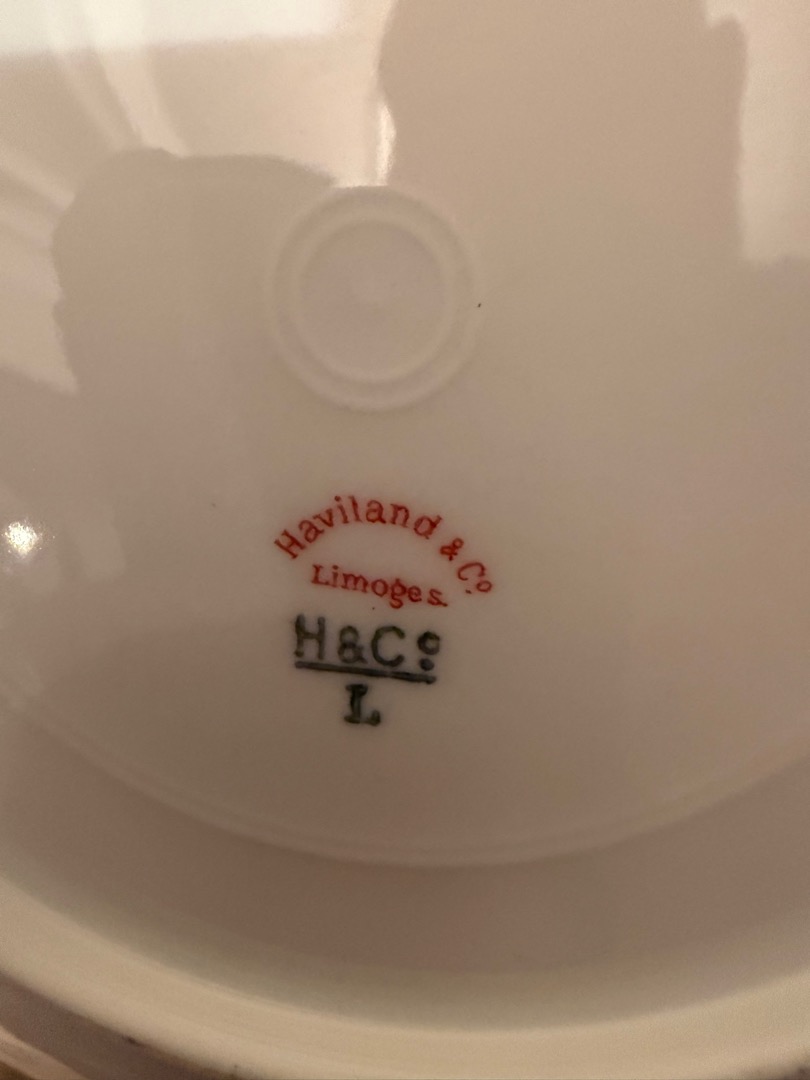 Haviland & Cº
Limoges.
H & Cº
L